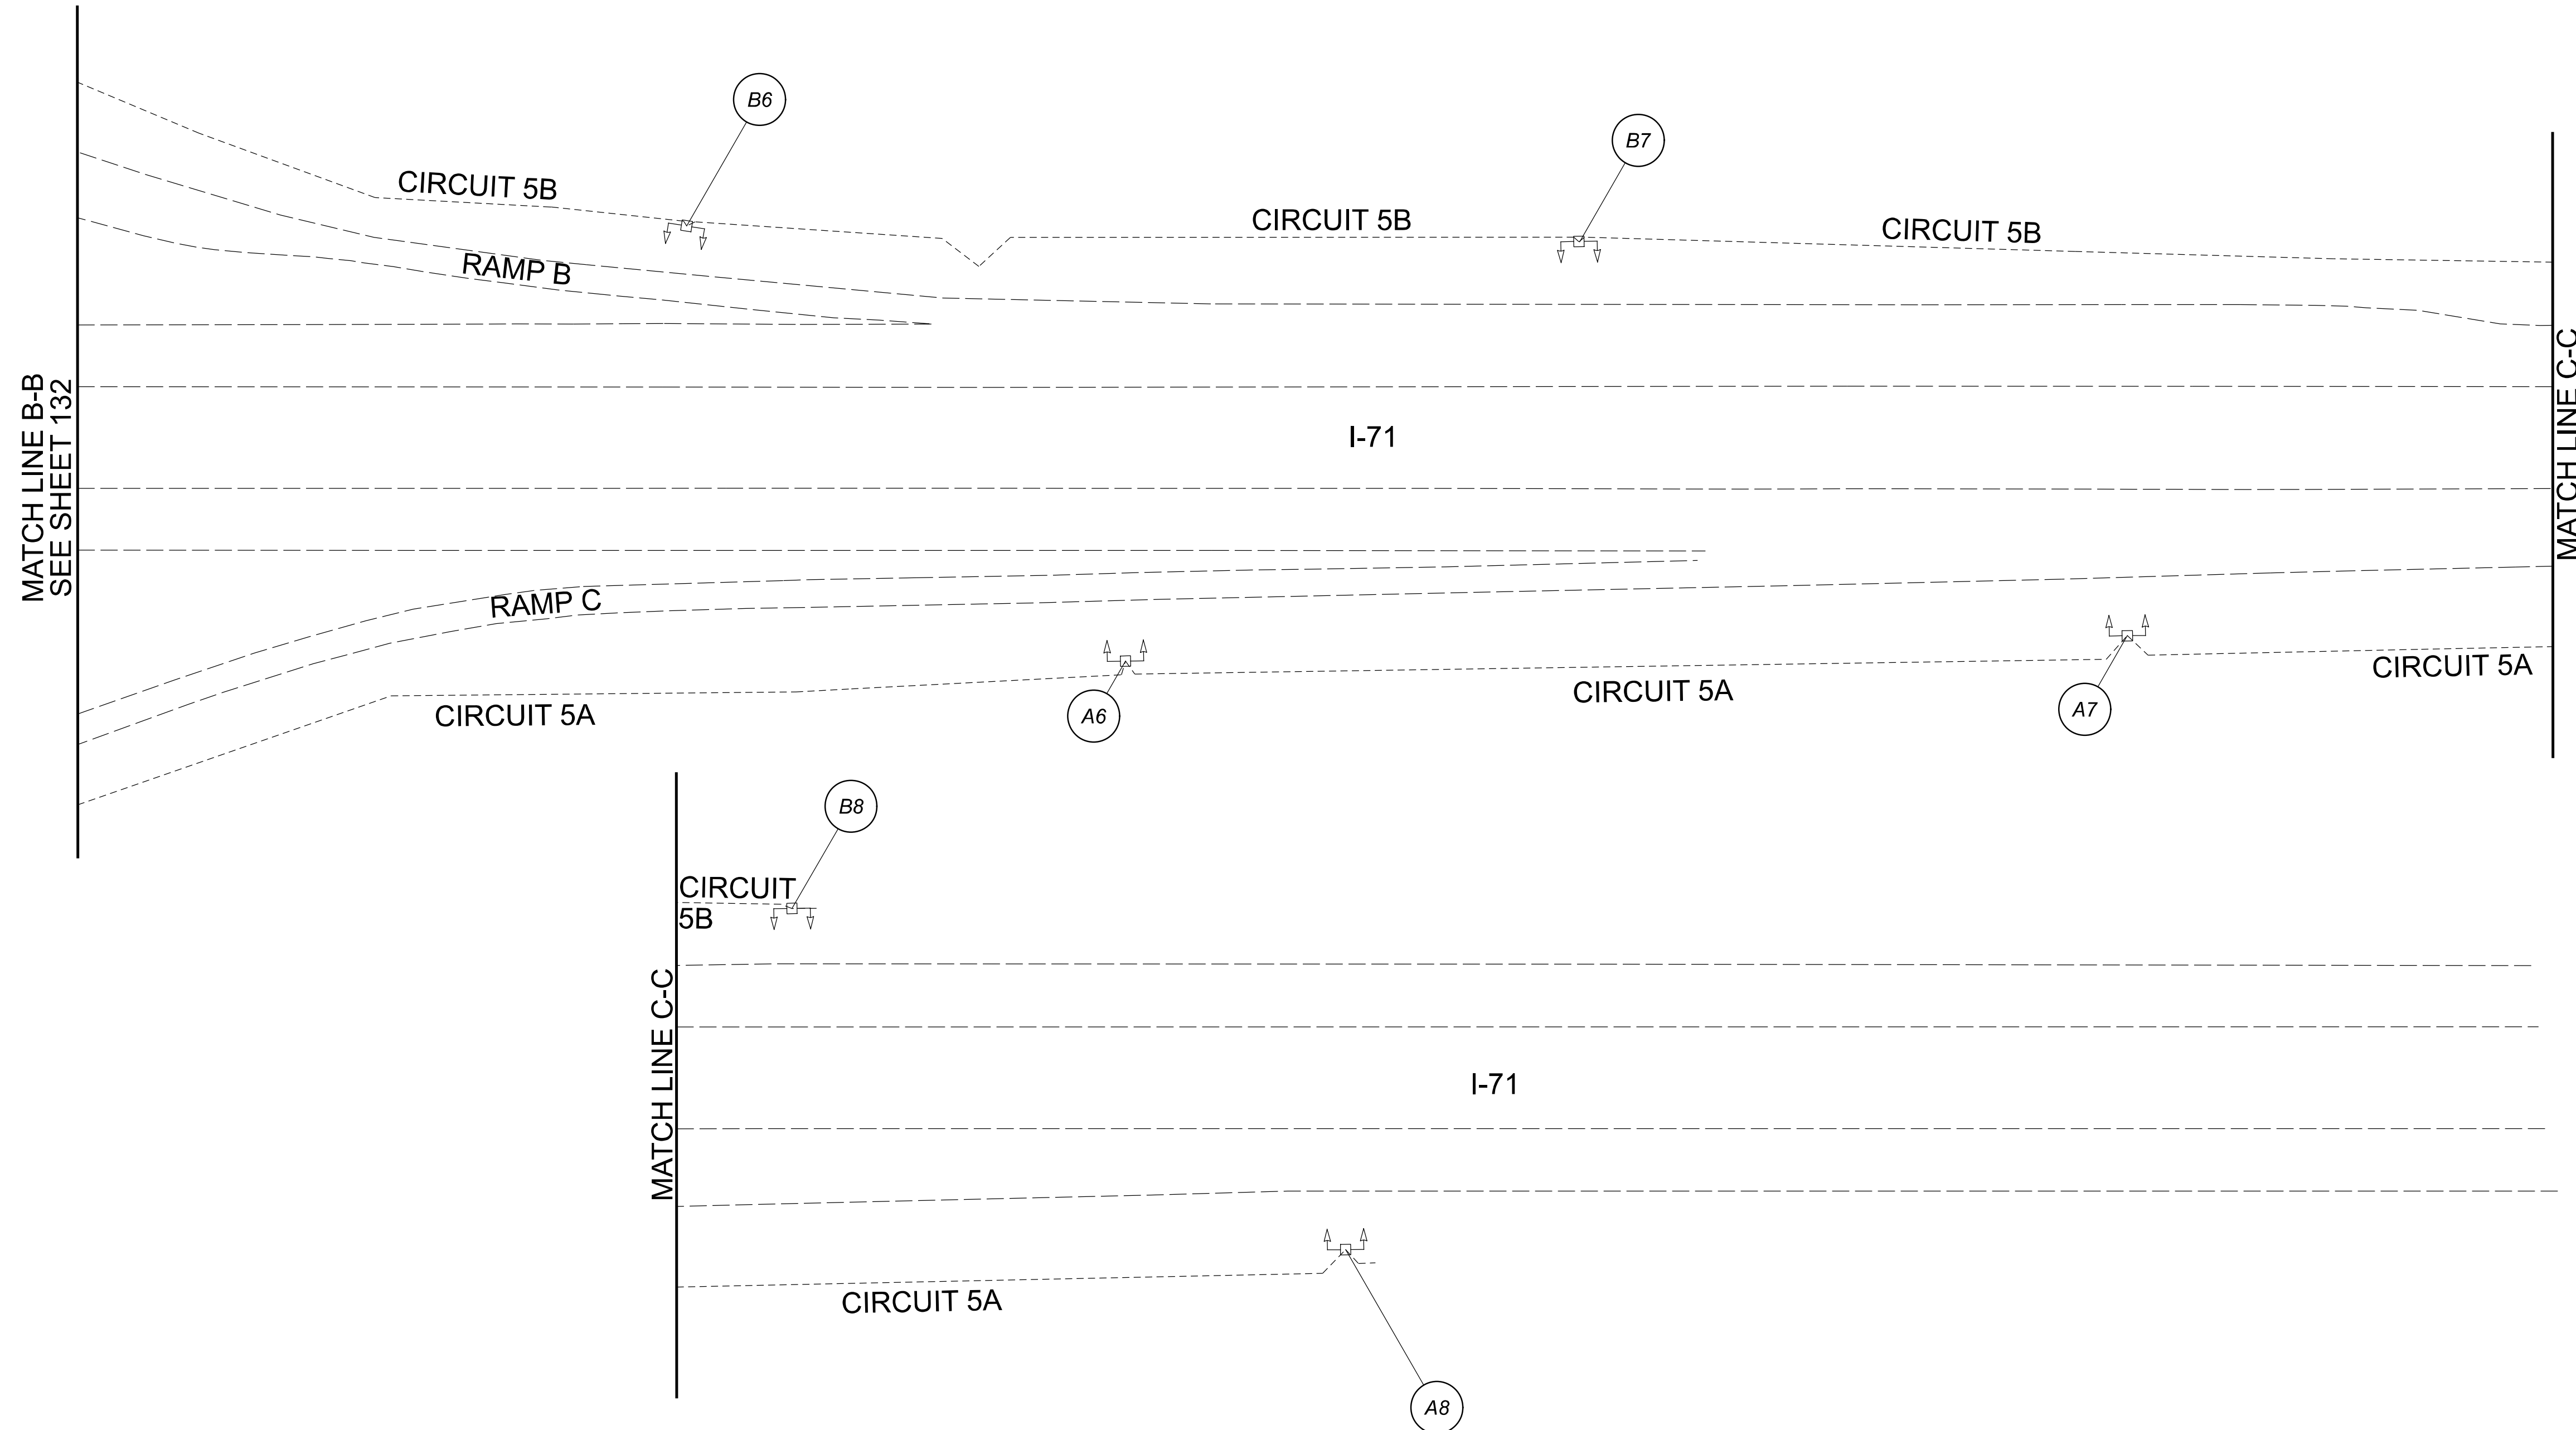 B6
B7
CIRCUIT 5B
CIRCUIT 5B
CIRCUIT 5B
RAMP B
MATCH LINE B-B
SEE SHEET 132
I-71
MATCH LINE C-C
RAMP C
CIRCUIT 5A
A6
CIRCUIT 5A
A7
CIRCUIT 5A
B8
CIRCUIT
5B
MATCH LINE C-C
I-71
CIRCUIT 5A
A8